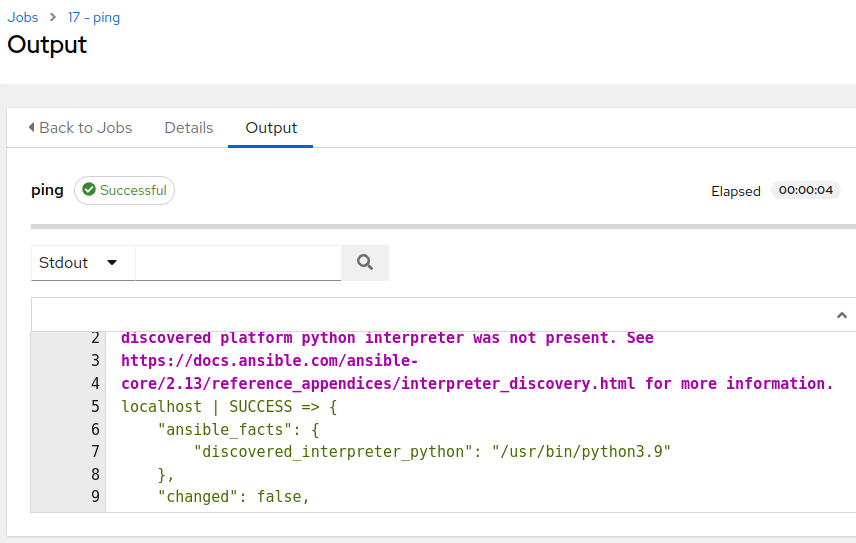 Jobs > 17 - ping
Output
Back to Jobs Details Output
ping Successful Elapsed 00:00:04
Stdout
2 discovered platform python interpreter was not present. See
3 https://docs.ansible.com/ansible-
4 core/2.13/reference_appendices/interpreter_discovery.html for more information.
5 localhost | SUCCESS => {
6 "ansible_facts": {
7 "discovered_interpreter_python": "/usr/bin/python3.9"
8 },
9 "changed": false,